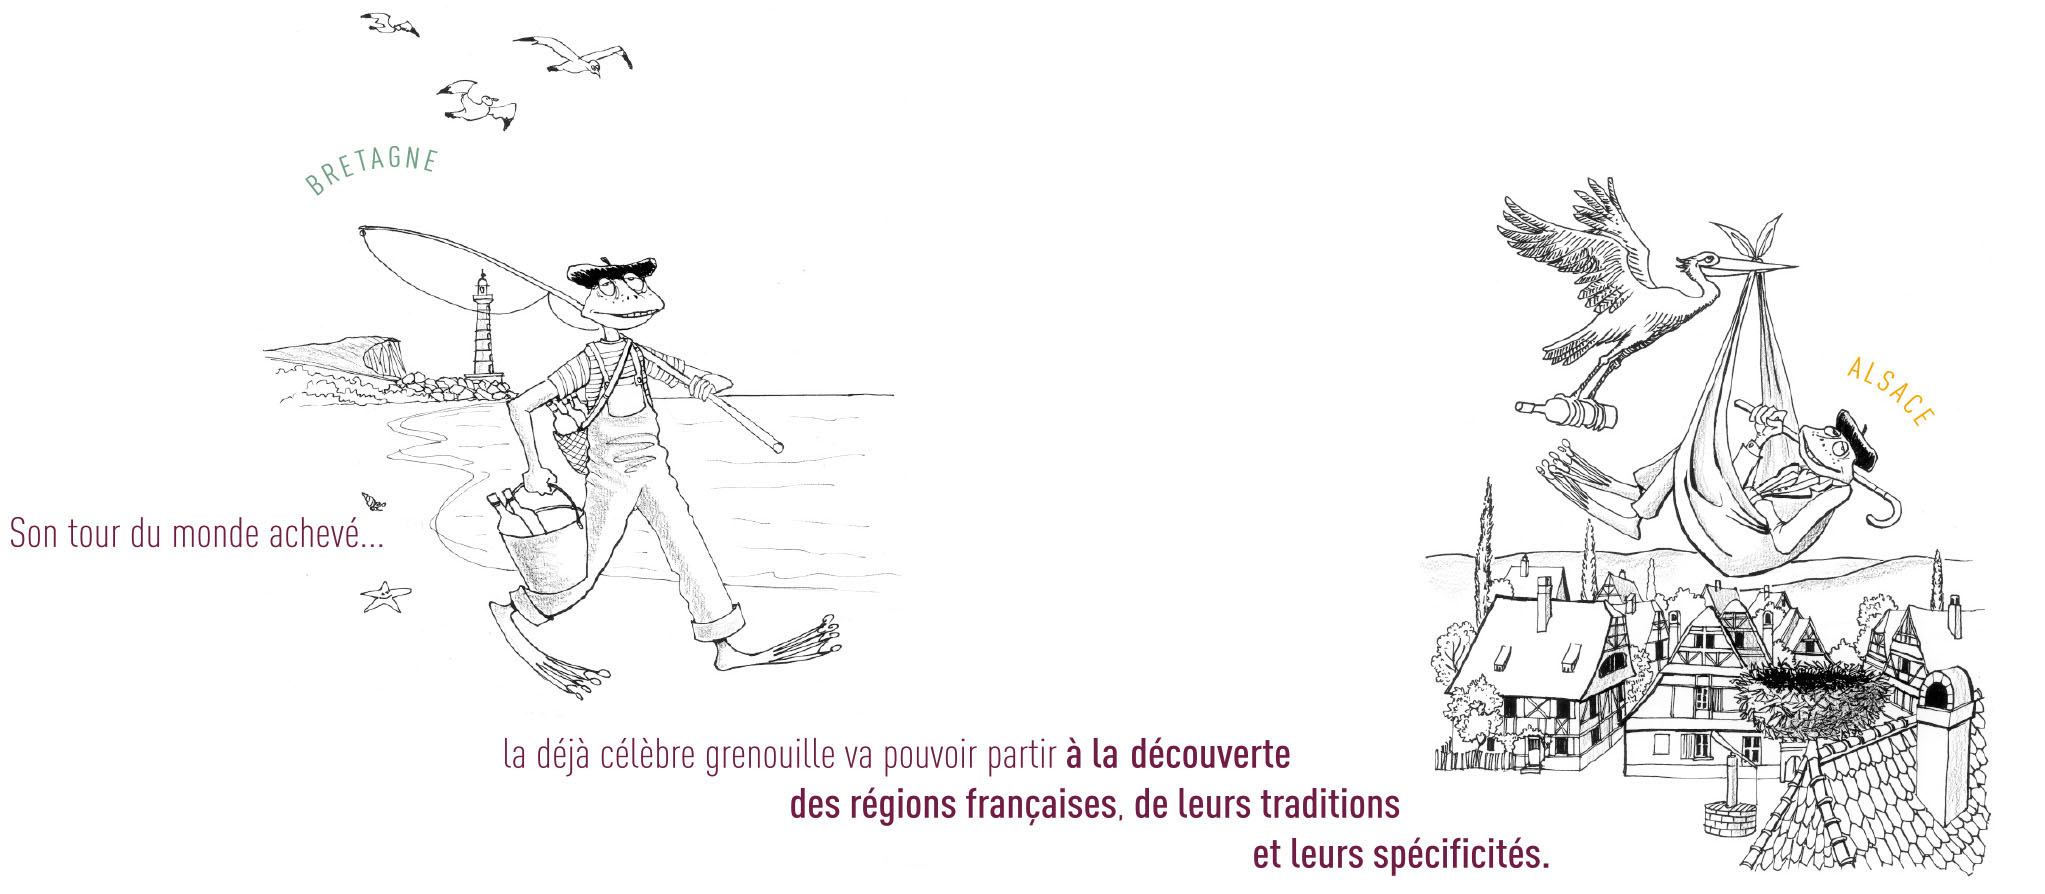 BRETAGNE
ALSACE
Son tour du monde achevé...
la déjà célèbre grenouille va pouvoir partir à la découverte
des régions françaises, de leurs traditions
et leurs spécificités.